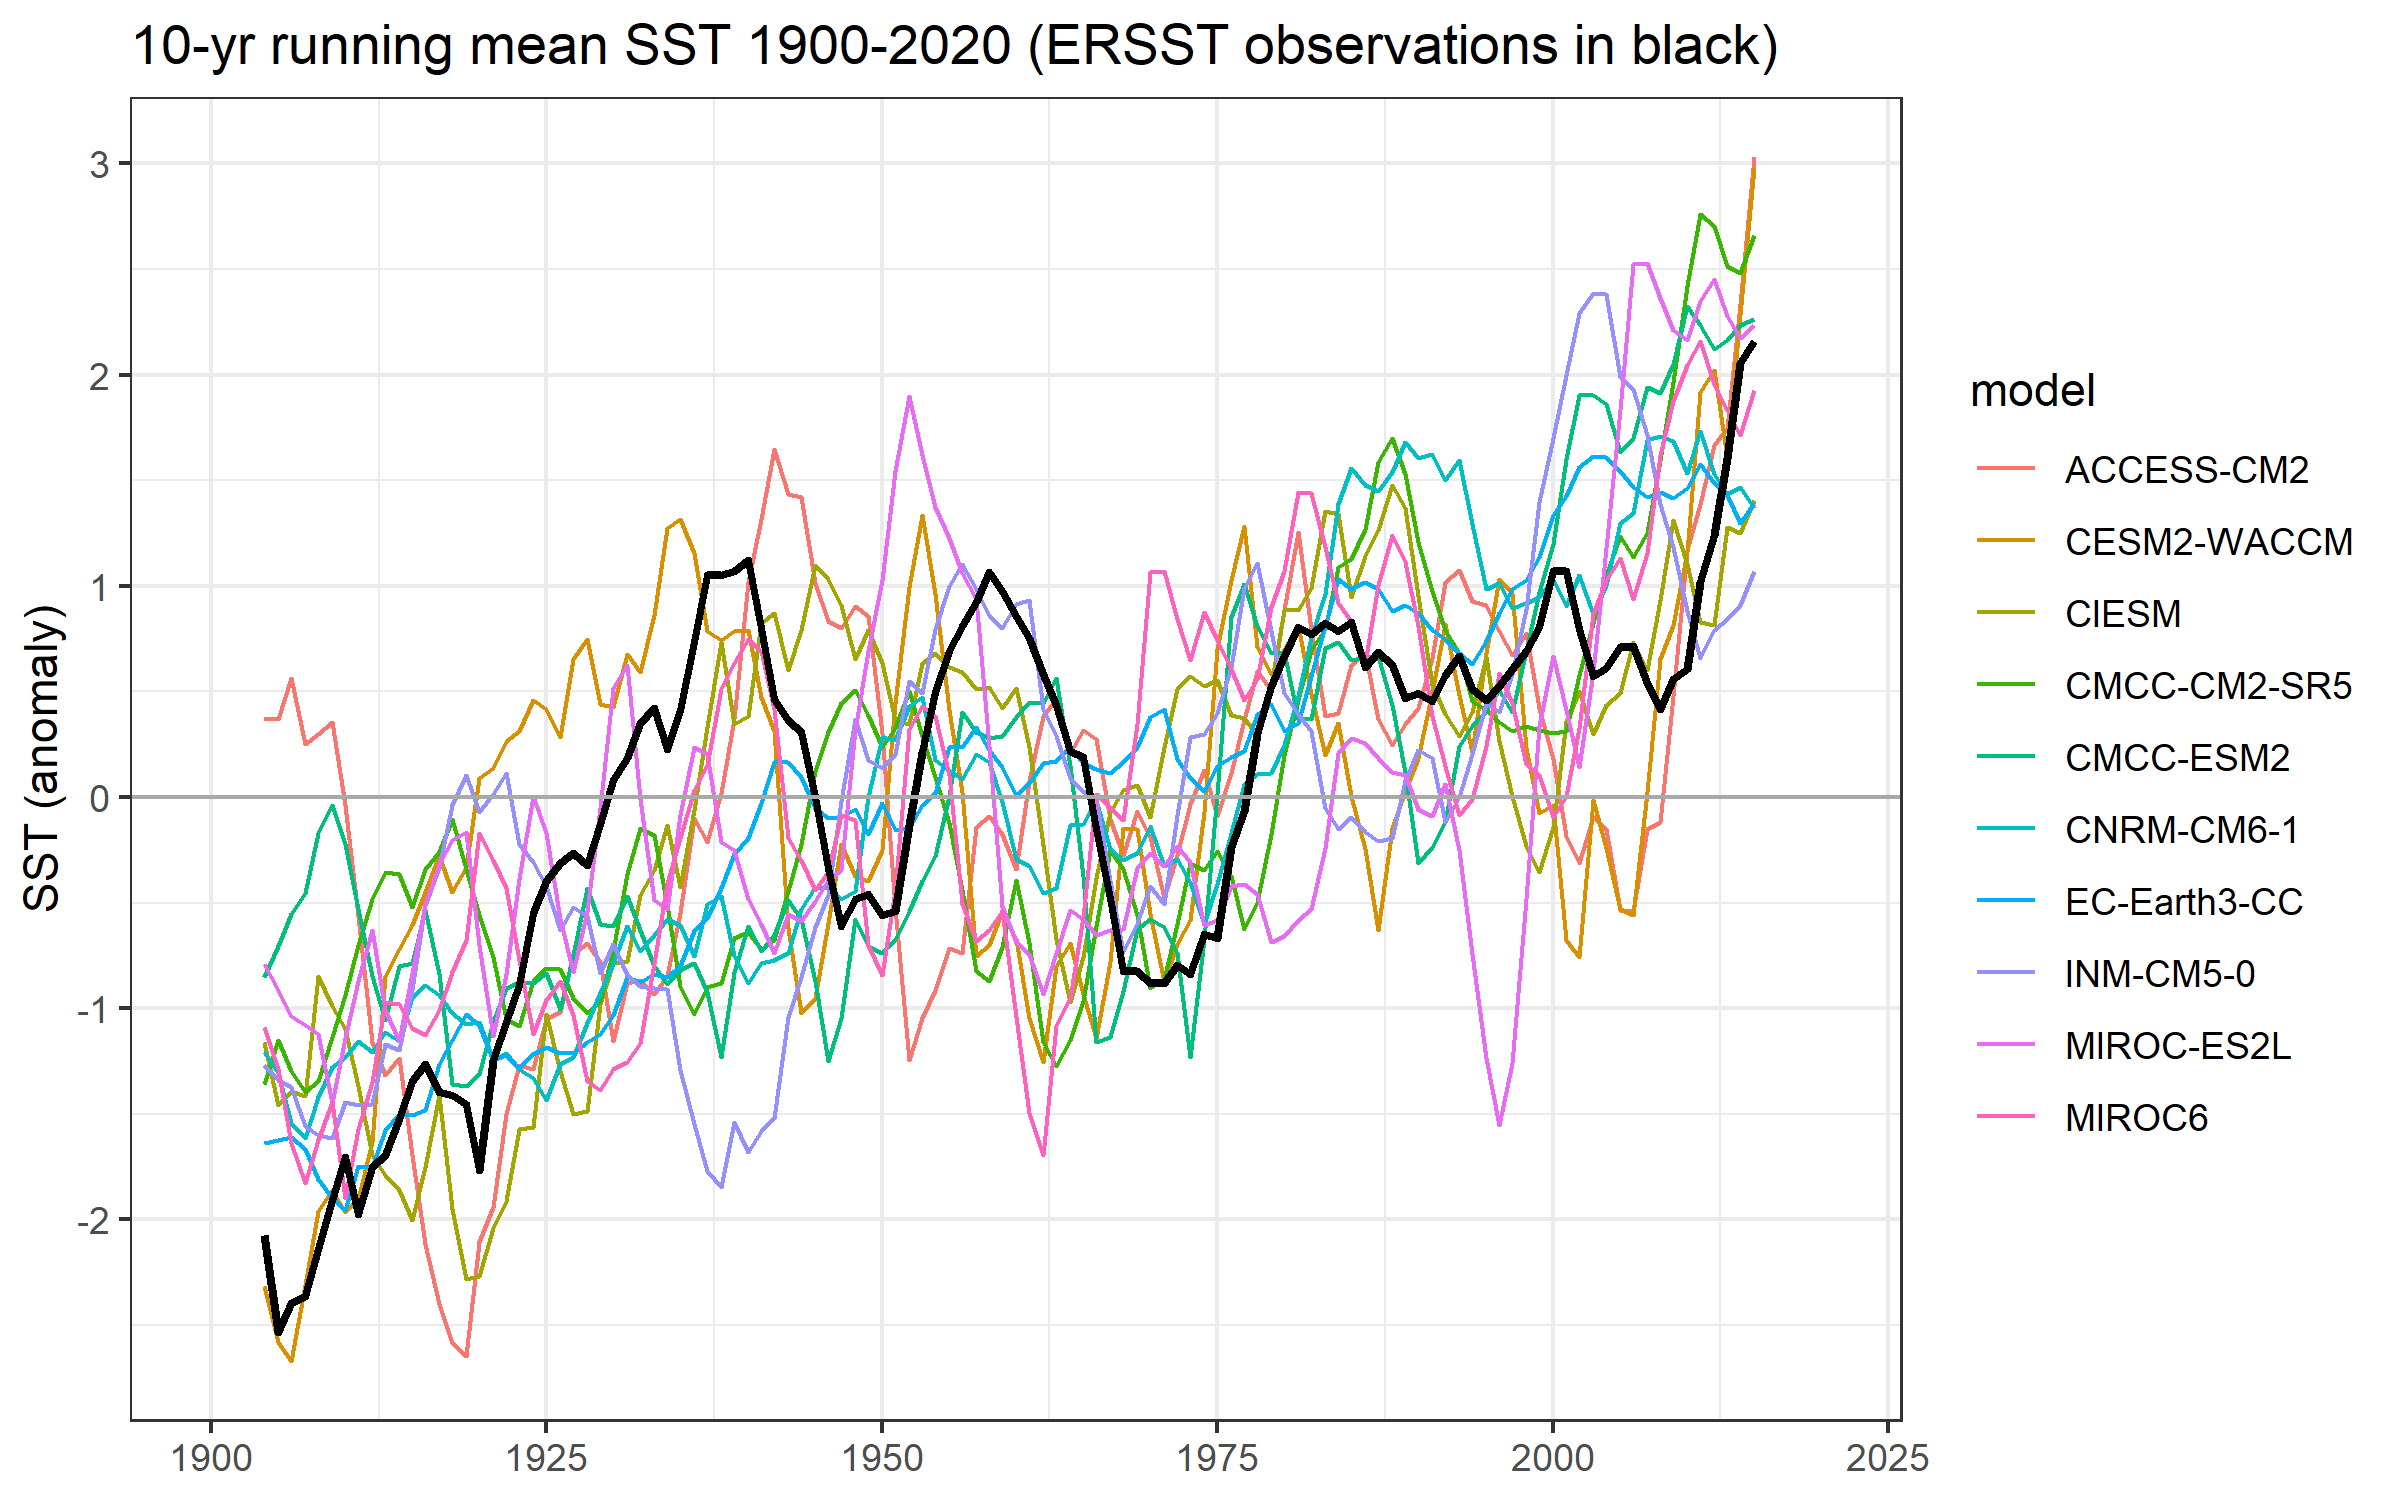 10-yr running mean SST 1900-2020 (ERSST observations in black)
SST (anomaly)
3
2
1
0
-1
-2
1900
1925
1950
1975
2000
2025
model
ACCESS-CM2
CESM2-WACCM
CIESM
CMCC-CM2-SR5
CMCC-ESM2
CNRM-CM6-1
EC-Earth3-CC
INM-CM5-0
MIROC-ES2L
MIROC6